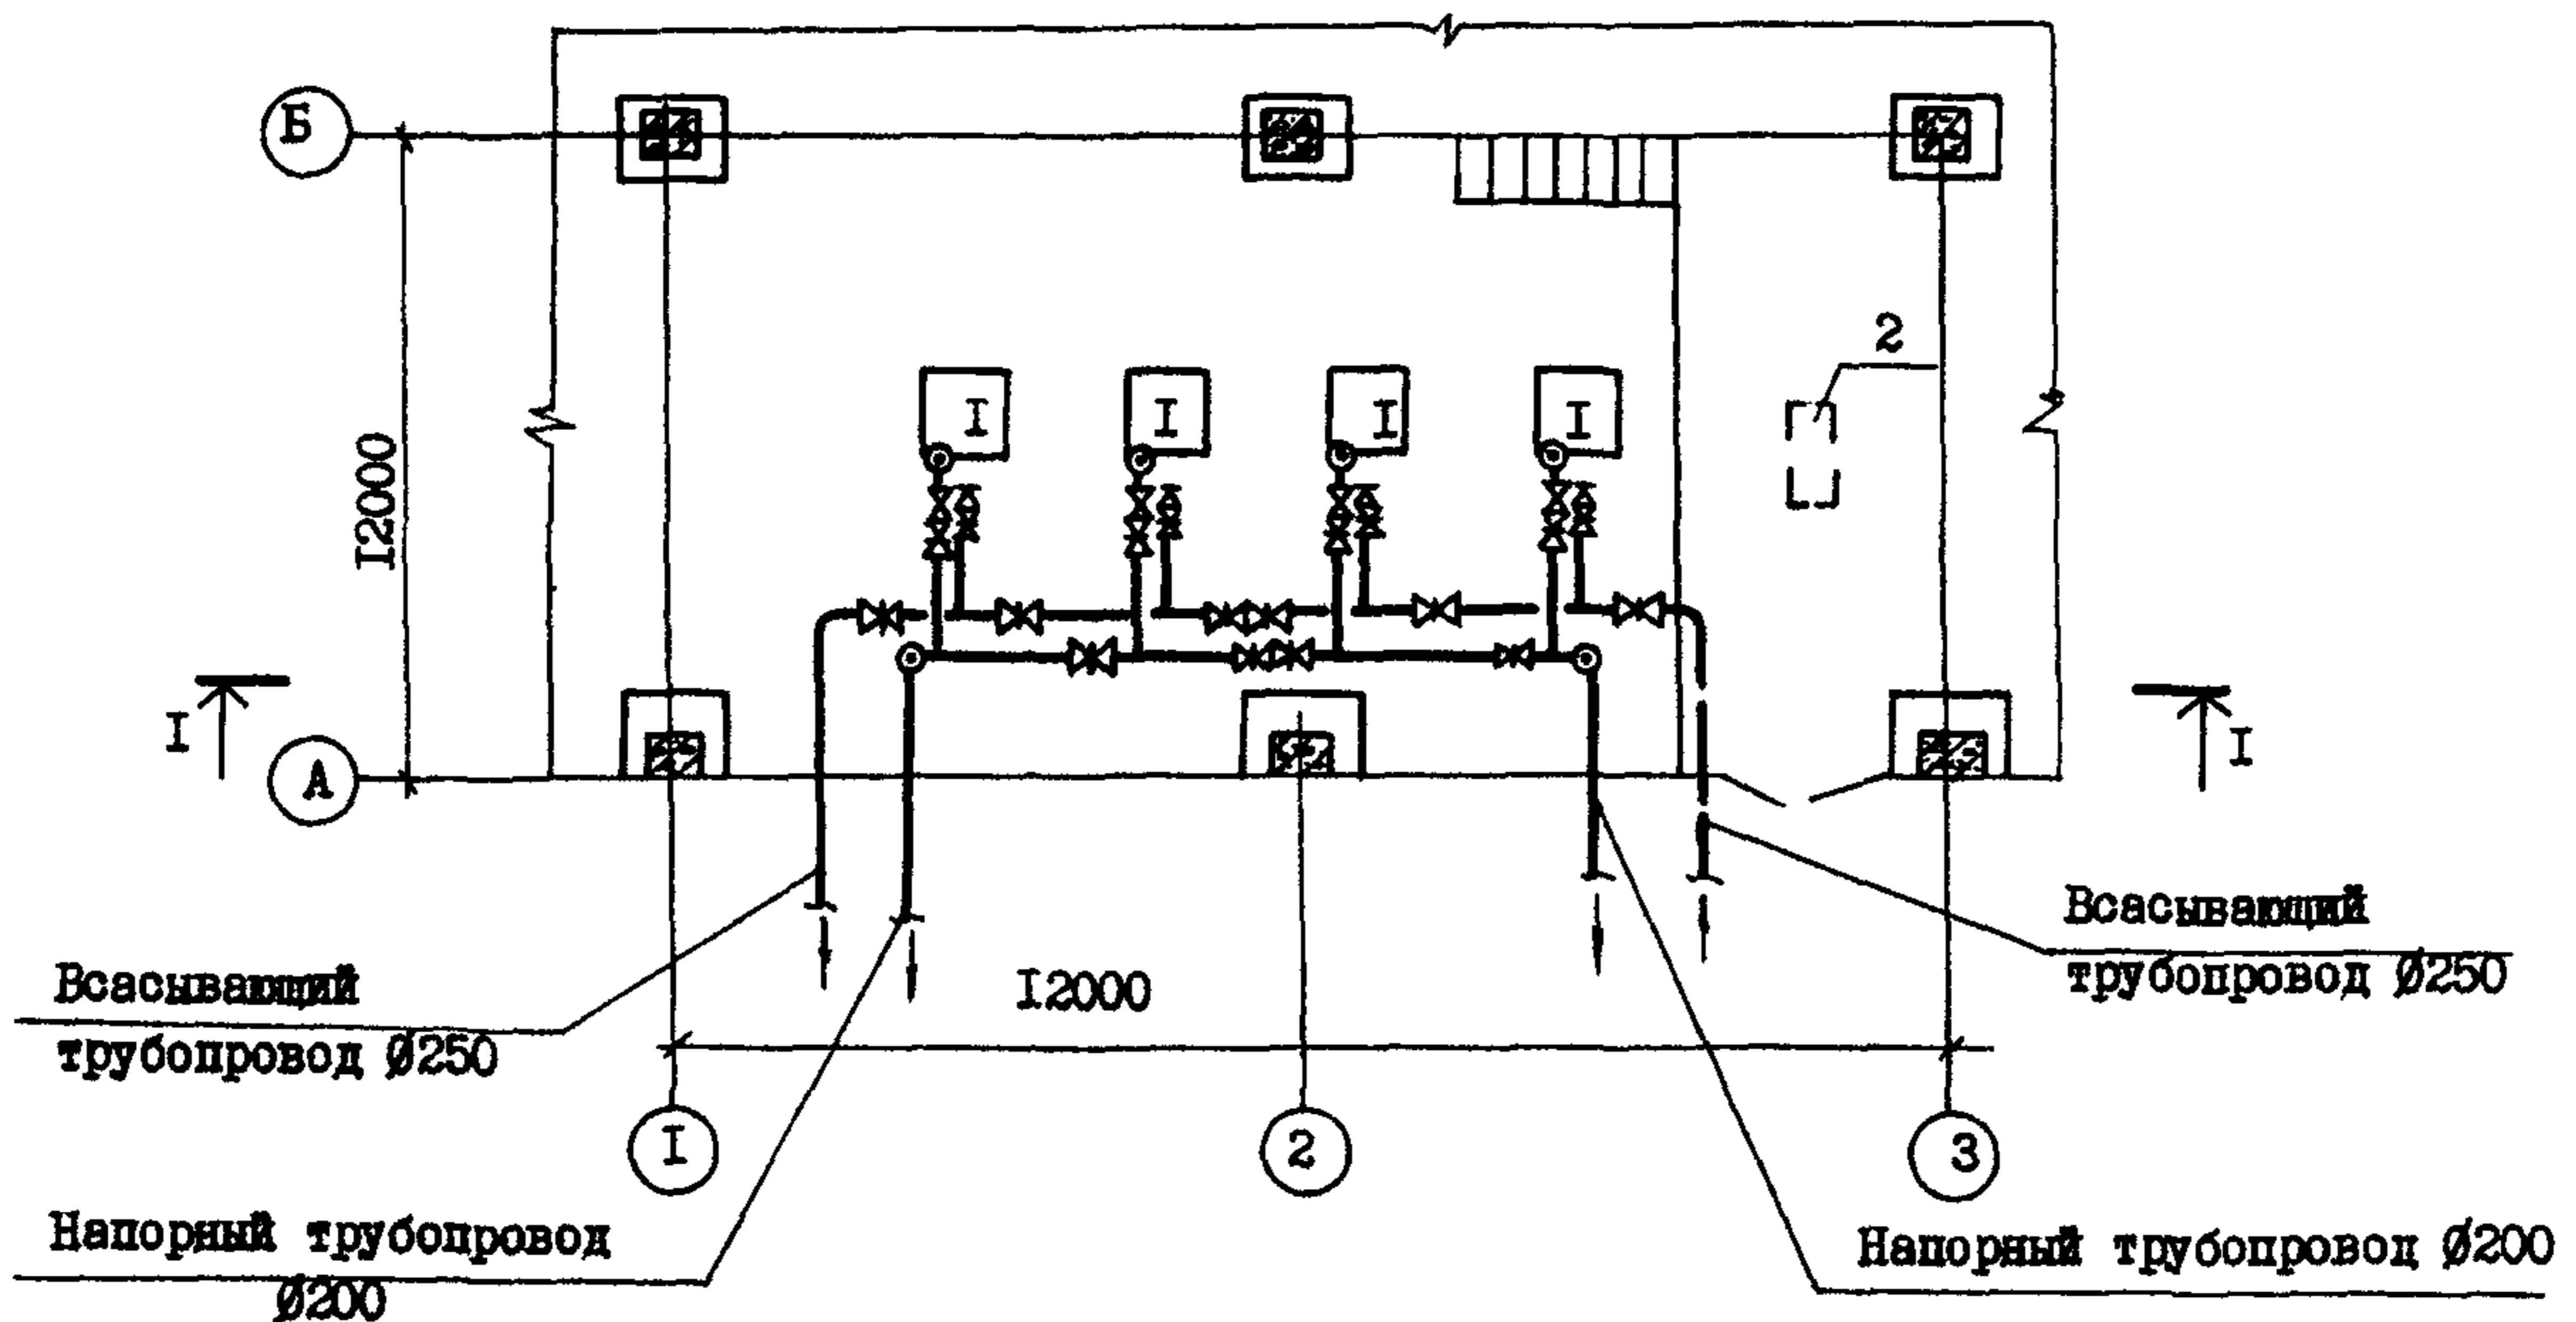 Б
2
I I I I
I2000
I
I
А
Всасывающий
трубопровод Ø250
Всасывающий
трубопровод Ø250
I2000
I
2
3
Напорный трубопровод
Ø200
Напорный трубопровод Ø200